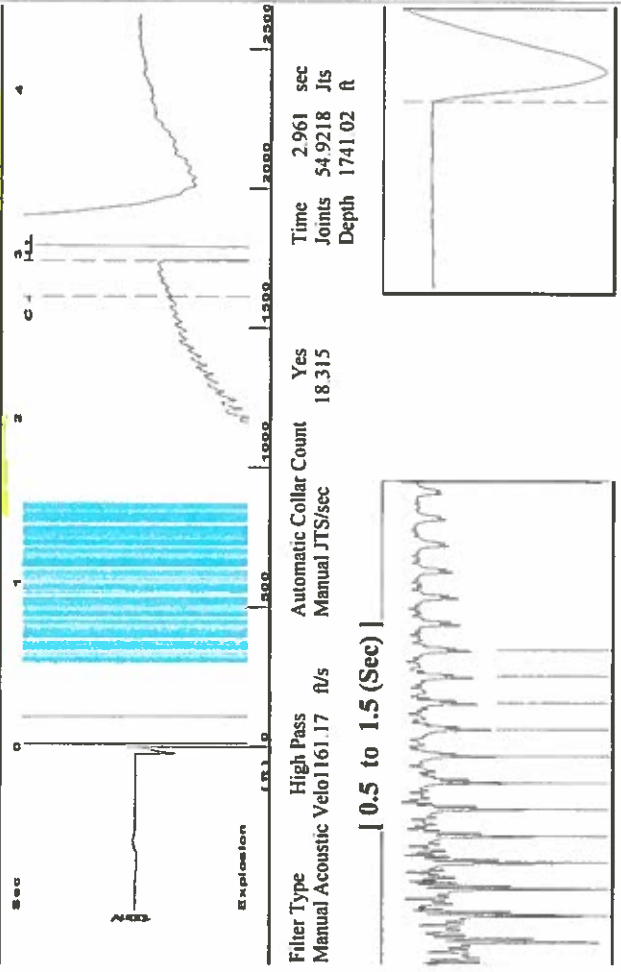 Sec 0 1 2 C 3 4
Explosion
(ft) 0 500 1000 1500 2000 2500
Filter Type High Pass Automatic Collar Count Yes Time 2.961 sec
Manual Acoustic Velo1161.17 ft/s Manual JTS/sec 18.315 Joints 54.9218 Jts
Depth 1741.02 ft
[ 0.5 to 1.5 (Sec) ]